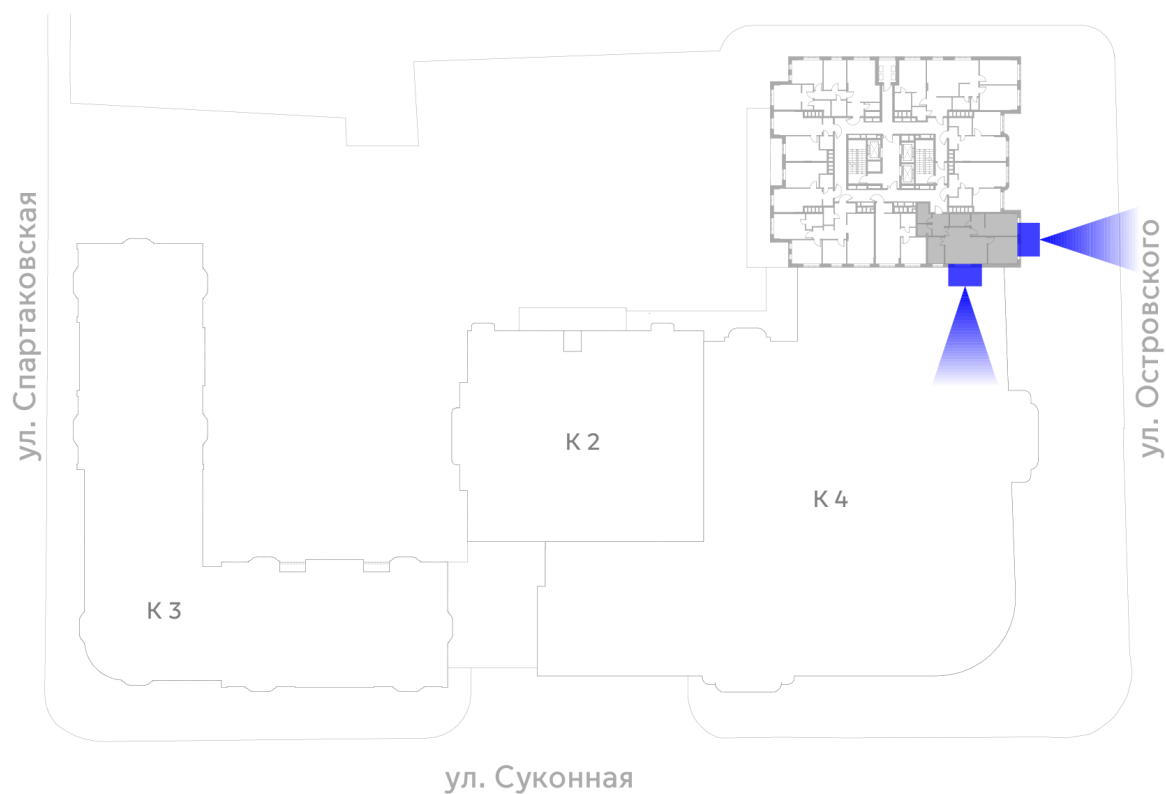 ул. Спартаковская
ул. Островского
К 2
К 4
К 3
ул. Суконная